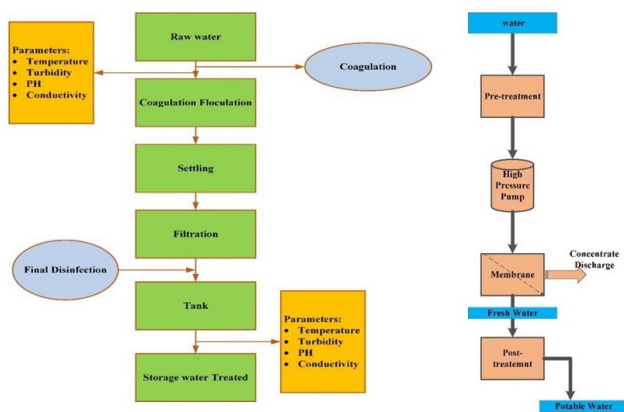 Raw water
Parameters:
• Temperature
• Turbidity
• PH
• Conductivity
Coagulation
Coagulation Floculation
Settling
Filtration
Final Disinfection
Tank
Parameters:
• Temperature
• Turbidity
• PH
• Conductivity
Storage water Treated
water
Pre-treatment
High
Pressure
Pump
Concentrate
Discharge
Membrane
Fresh Water
Post-
treatemnt
Potable Water